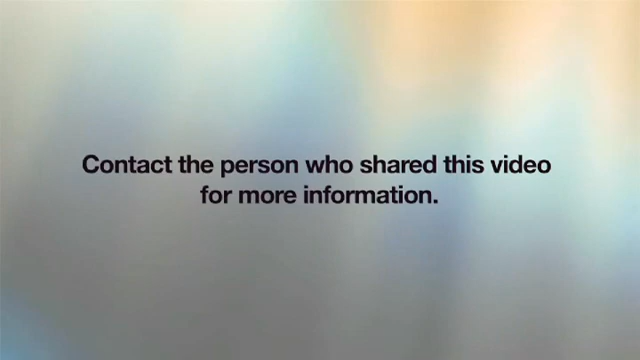 Contact the person who shared this video
for more information.